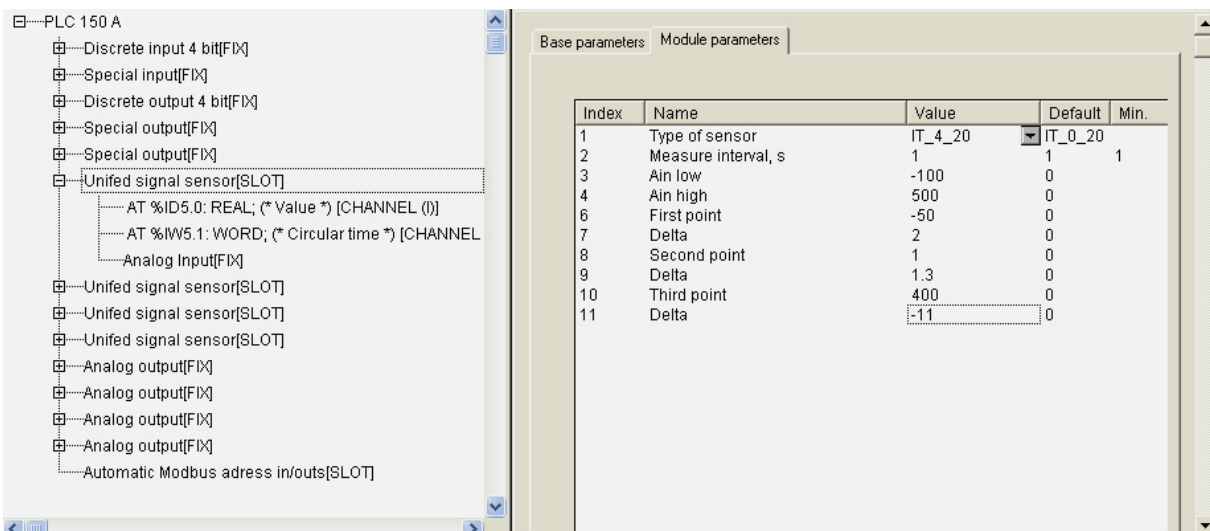 PLC 150 A
Discrete input 4 bit[FIX]
Special input[FIX]
Discrete output 4 bit[FIX]
Special output[FIX]
Special output[FIX]
Unifed signal sensor[SLOT]
AT %ID5.0: REAL; (* Value *) [CHANNEL (I)]
AT %IW5.1: WORD; (* Circular time *) [CHANNEL
Analog Input[FIX]
Unifed signal sensor[SLOT]
Unifed signal sensor[SLOT]
Unifed signal sensor[SLOT]
Analog output[FIX]
Analog output[FIX]
Analog output[FIX]
Analog output[FIX]
Automatic Modbus adress in/outs[SLOT]
Base parameters Module parameters
Index Name Value Default Min.
1 Type of sensor IT_4_20 IT_0_20
2 Measure interval, s 1 1 1
3 Ain low -100 0
4 Ain high 500 0
6 First point -50 0
7 Delta 2 0
8 Second point 1 0
9 Delta 1.3 0
10 Third point 400 0
11 Delta -11 0